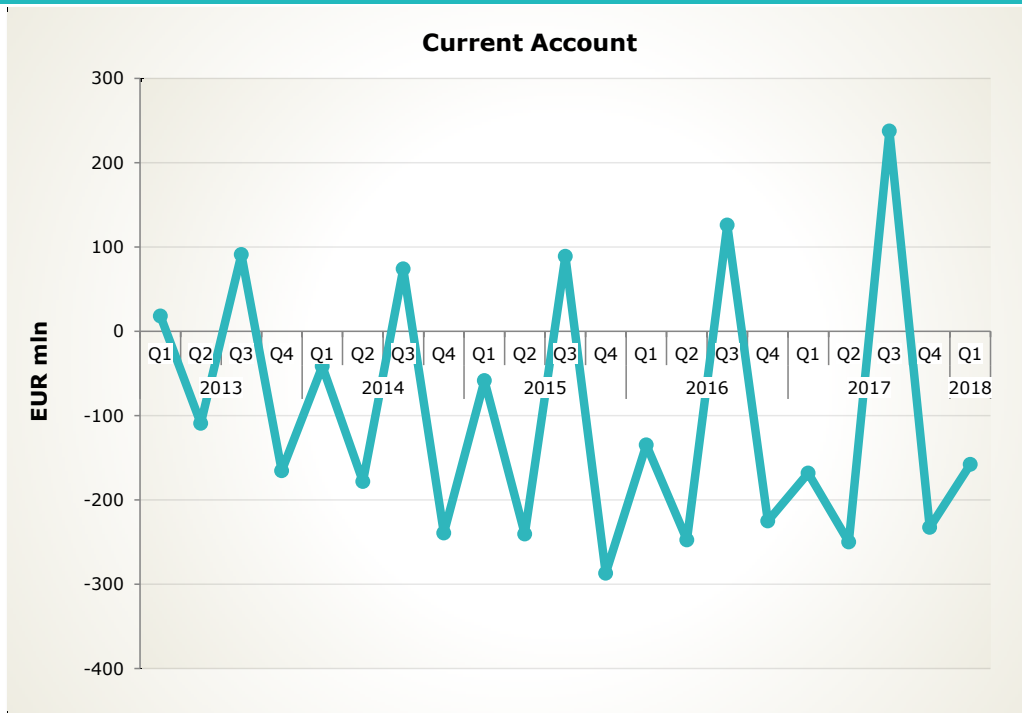 Current Account
EUR mln
300
200
100
0
-100
-200
-300
-400
Q1 Q2 Q3 Q4 Q1 Q2 Q3 Q4 Q1 Q2 Q3 Q4 Q1 Q2 Q3 Q4 Q1 Q2 Q3 Q4 Q1
2013 2014 2015 2016 2017 2018